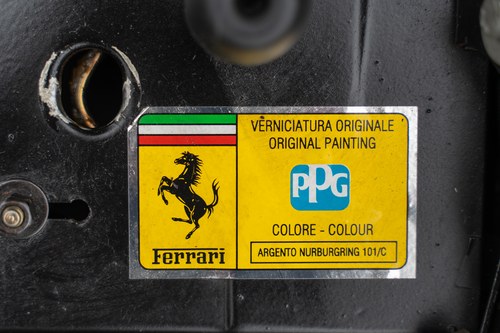 VERNICIATURA ORIGINALE
ORIGINAL PAINTING
PPG
COLORE - COLOUR
ARGENTO NURBURGRING 101/C
Ferrari